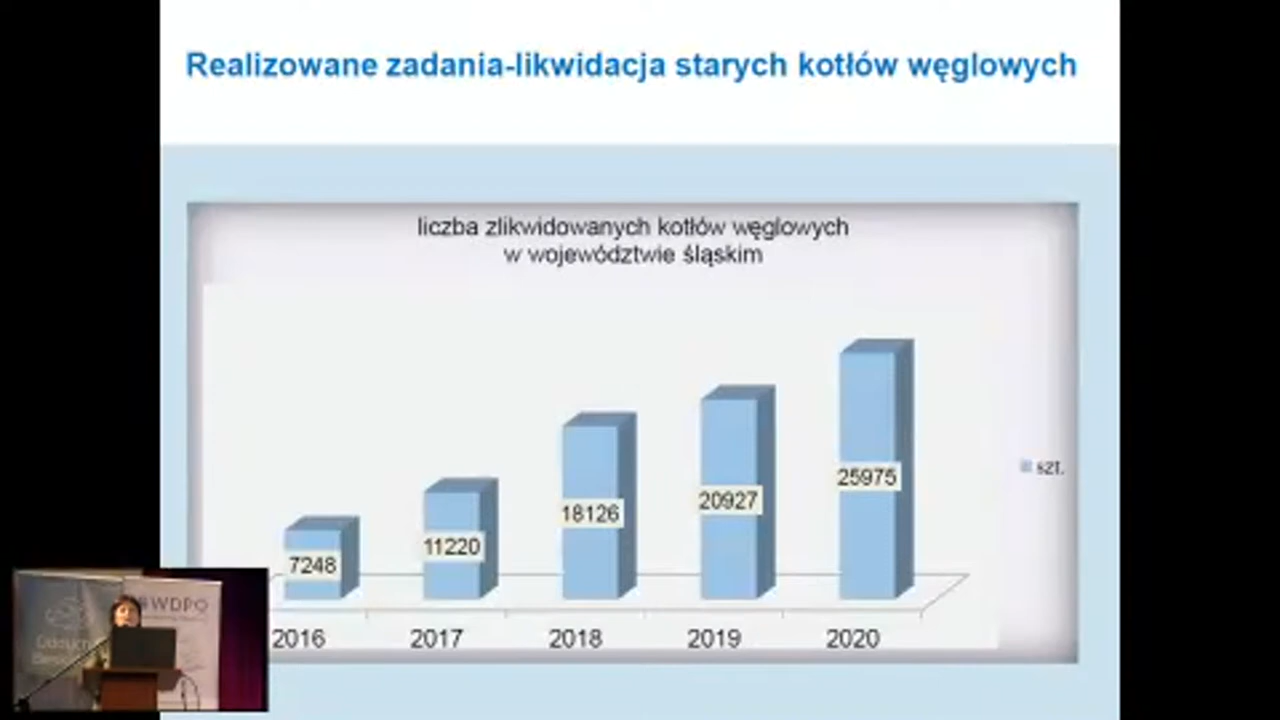 Realizowane zadania-likwidacja starych kotłów węglowych
liczba zlikwidowanych kotłów węglowych
w województwie śląskim
25975
20927
18126
11220
7248
szt.
2016 2017 2018 2019 2020
WDPO